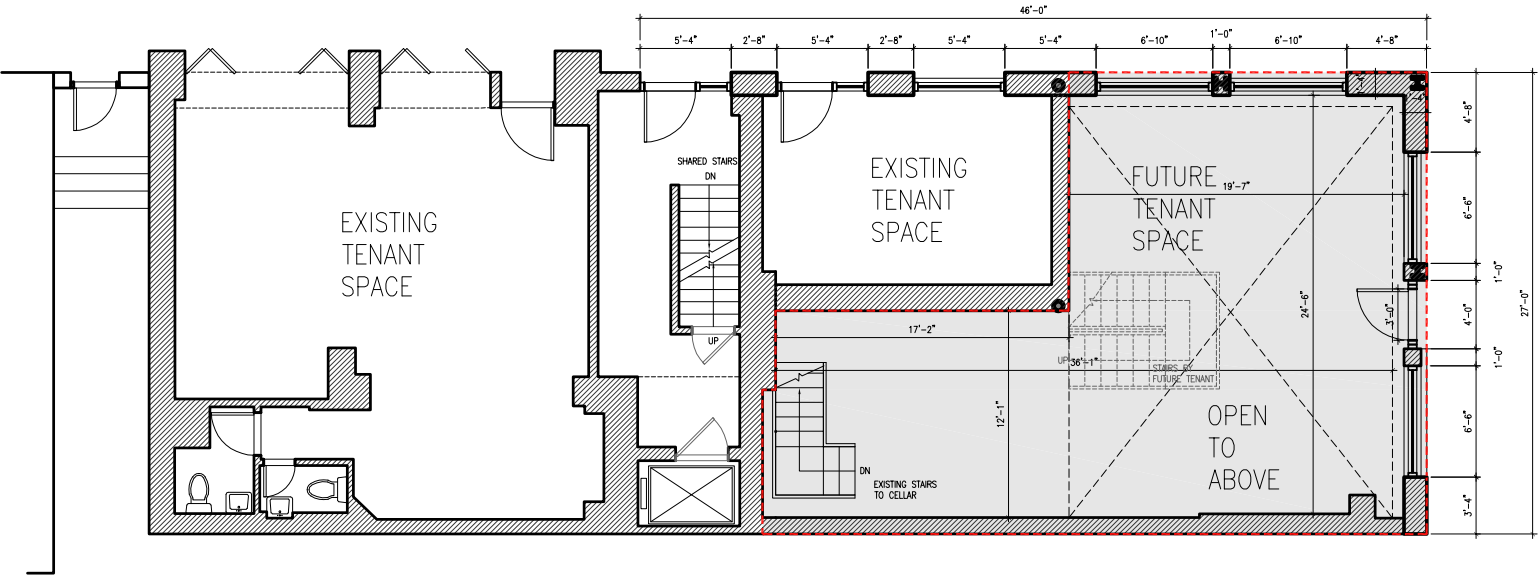 46'-0"
5'-4"
2'-8"
5'-4"
2'-8"
5'-4"
5'-4"
6'-10"
1'-0"
6'-10"
4'-8"
SHARED STAIRS
DN
UP
EXISTING
TENANT
SPACE
EXISTING
TENANT
SPACE
FUTURE
TENANT
SPACE
19'-7"
4'-8"
6'-6"
1'-0"
4'-0"
1'-0"
6'-6"
3'-4"
27'-0"
24'-6"
3'-0"
17'-2"
UP
36'-1"
STAIRS BY
FUTURE TENANT
12'-1"
OPEN
TO
ABOVE
DN
EXISTING STAIRS
TO CELLAR